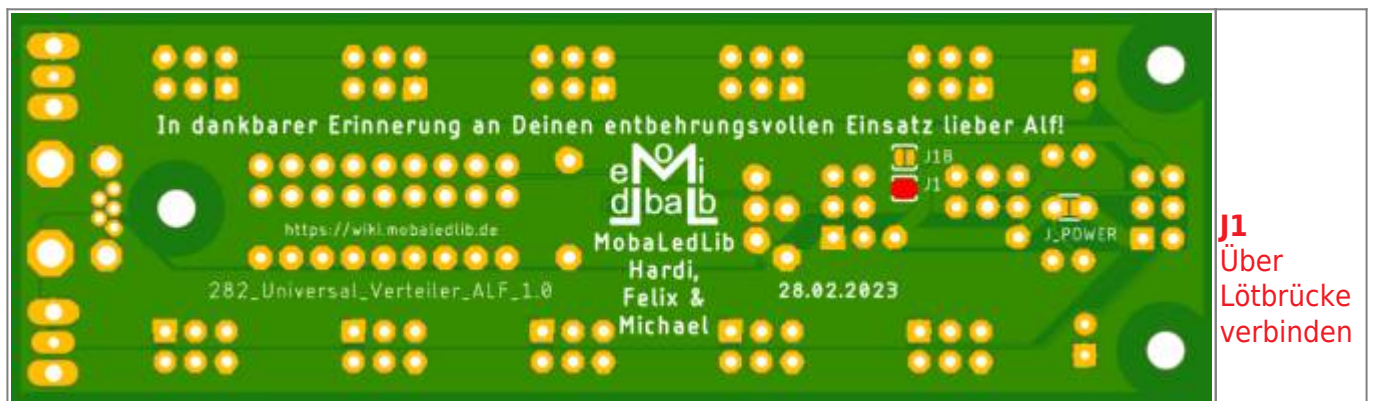 In dankbarer Erinnerung an Deinen entbehrungsvollen Einsatz lieber Alf!
J1B
J1
J_POWER
e M o i
d ba l b
https://wiki.mobaledlib.de
MobaLedLib
Hardi,
Felix &
Michael
282_Universal_Verteiler_ALF_1.0
28.02.2023
J1
Über
Lötbrücke
verbinden